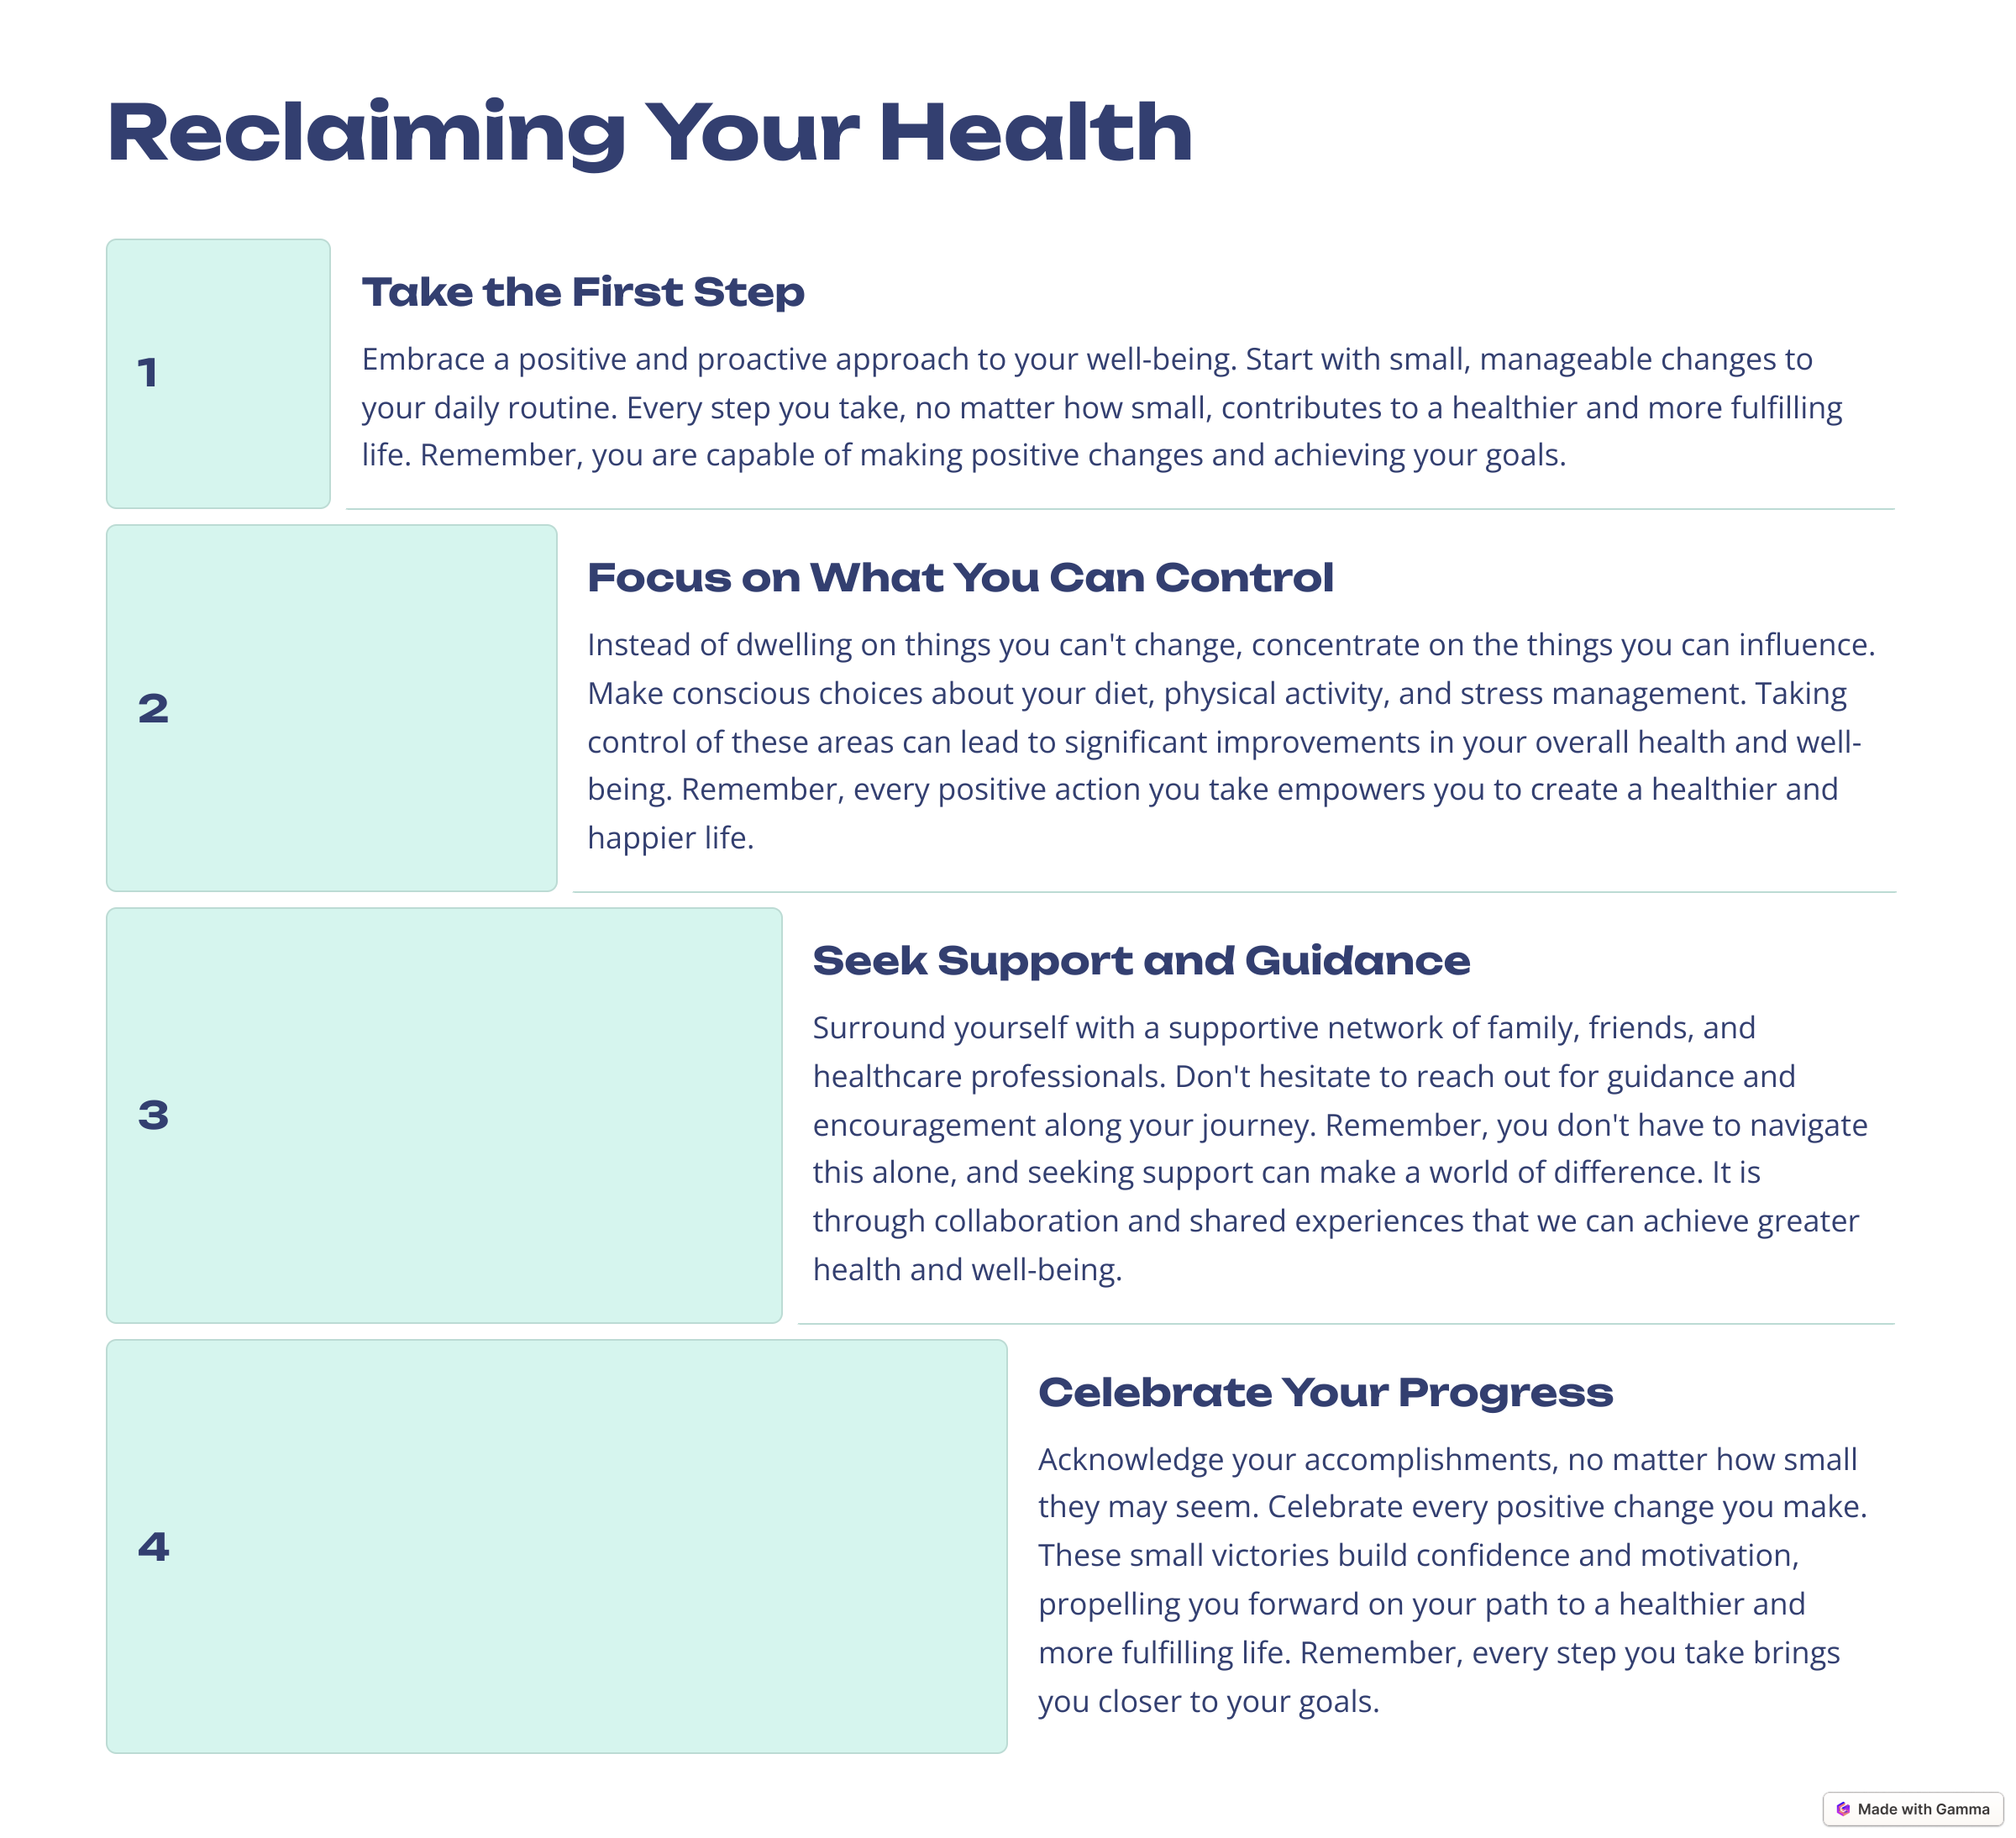 Reclaiming Your Health
1
Take the First Step
Embrace a positive and proactive approach to your well-being. Start with small, manageable changes to
your daily routine. Every step you take, no matter how small, contributes to a healthier and more fulfilling
life. Remember, you are capable of making positive changes and achieving your goals.
2
Focus on What You Can Control
Instead of dwelling on things you can't change, concentrate on the things you can influence.
Make conscious choices about your diet, physical activity, and stress management. Taking
control of these areas can lead to significant improvements in your overall health and well-
being. Remember, every positive action you take empowers you to create a healthier and
happier life.
3
Seek Support and Guidance
Surround yourself with a supportive network of family, friends, and
healthcare professionals. Don't hesitate to reach out for guidance and
encouragement along your journey. Remember, you don't have to navigate
this alone, and seeking support can make a world of difference. It is
through collaboration and shared experiences that we can achieve greater
health and well-being.
4
Celebrate Your Progress
Acknowledge your accomplishments, no matter how small
they may seem. Celebrate every positive change you make.
These small victories build confidence and motivation,
propelling you forward on your path to a healthier and
more fulfilling life. Remember, every step you take brings
you closer to your goals.
Made with Gamma